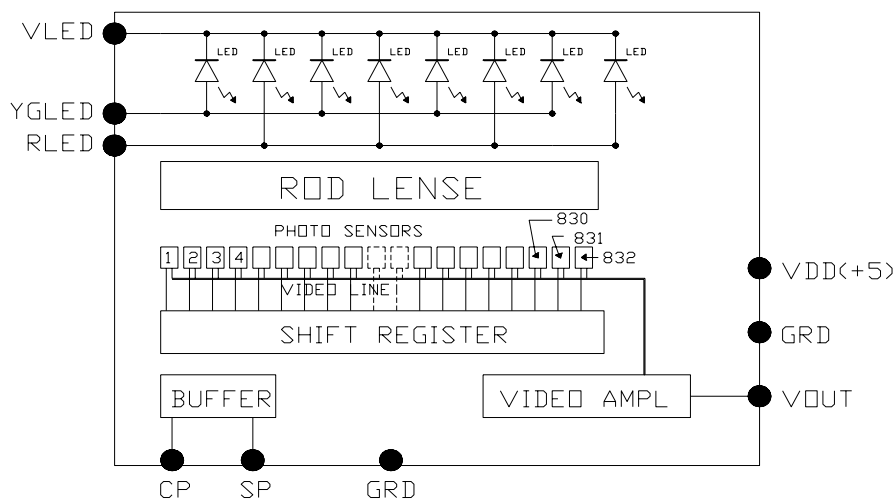 VLED
LED LED LED LED LED LED LED LED
YGLED
RLED
ROD LENSE
PHOTO SENSORS
830
831
832
1 2 3 4
VIDEO LINE
VDD(+5)
SHIFT REGISTER
GRD
BUFFER
VIDEO AMPL
VOUT
CP SP GRD